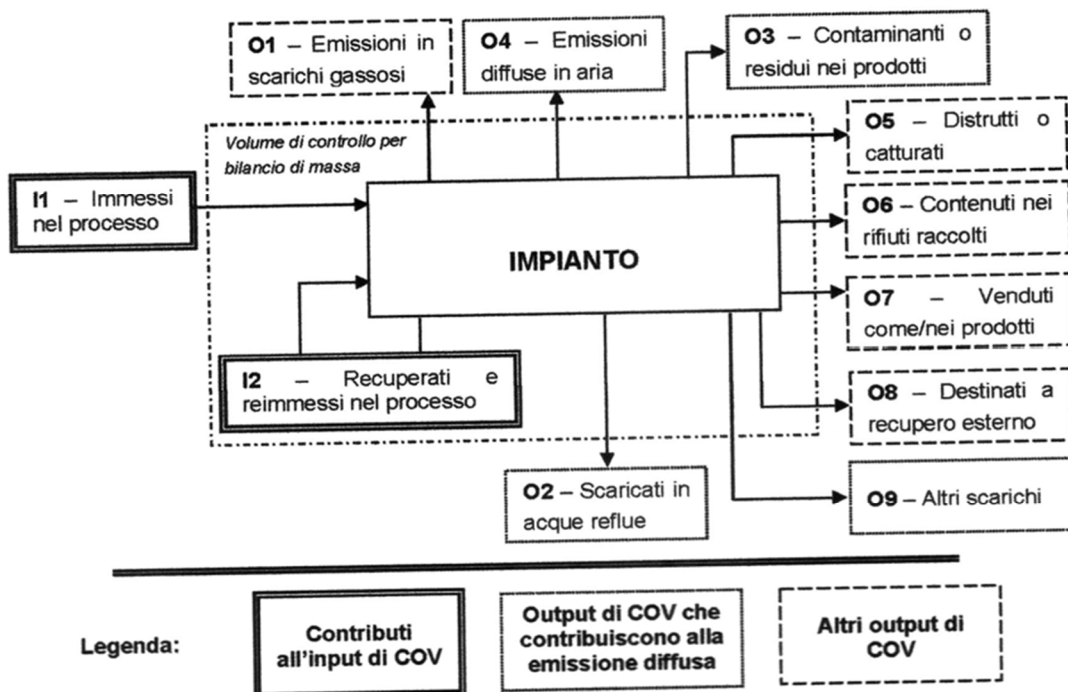 O1 – Emissioni in
scarichi gassosi
O4 – Emissioni
diffuse in aria
O3 – Contaminanti o
residui nei prodotti
Volume di controllo per
bilancio di massa
O5 – Distrutti o
catturati
I1 – Immessi
nel processo
IMPIANTO
O6 – Contenuti nei
rifiuti raccolti
O7 – Venduti
come/nei prodotti
I2 – Recuperati e
reimmessi nel processo
O8 – Destinati a
recupero esterno
O2 – Scaricati in
acque reflue
O9 – Altri scarichi
Legenda:
Contributi
all'input di COV
Output di COV che
contribuiscono alla
emissione diffusa
Altri output di
COV